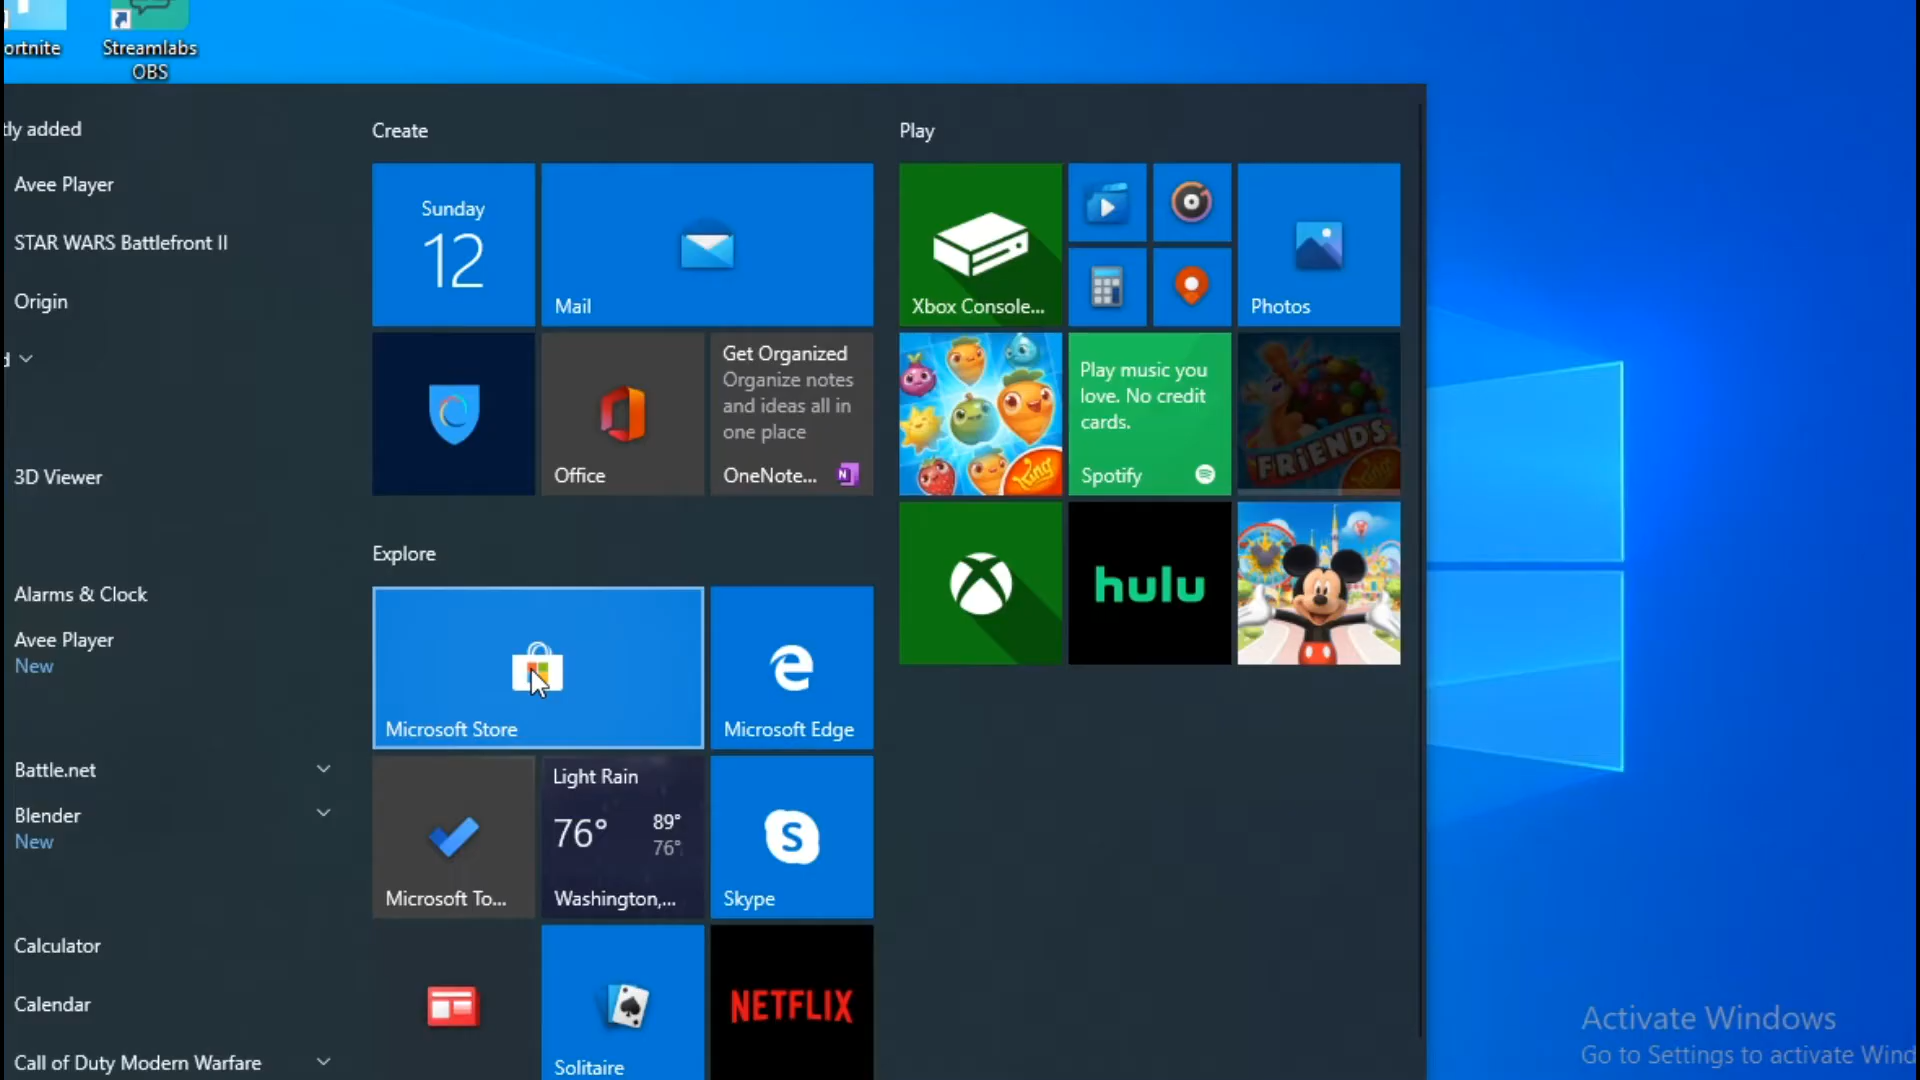 ortnite
Streamlabs
OBS
tly added
Avee Player
STAR WARS Battlefront II
Origin
d
3D Viewer
Alarms & Clock
Avee Player
New
Battle.net
Blender
New
Calculator
Calendar
Call of Duty Modern Warfare
Create
Sunday
12
Mail
Office
Get Organized
Organize notes
and ideas all in
one place
OneNote...
N
Explore
Microsoft Store
e
Microsoft Edge
Microsoft To...
Light Rain
76°
89°
76°
Washington,...
S
Skype
Solitaire
NETFLIX
Play
Xbox Console...
Photos
King
Play music you
love. No credit
cards.
Spotify
FRIENDS
King
hulu
Activate Windows
Go to Settings to activate Wind